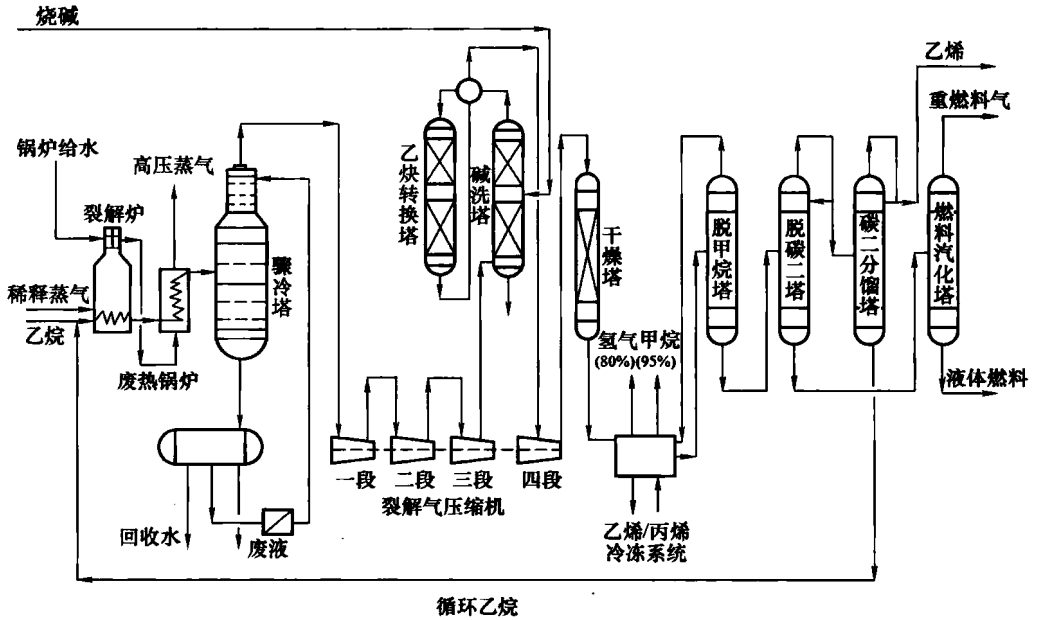 烧碱
乙烯
重燃料气
锅炉给水
高压蒸气
裂解炉
乙炔转换塔
碱洗塔
骤冷塔
干燥塔
脱甲烷塔
脱碳二塔
碳二分馏塔
燃料汽化塔
稀释蒸气
乙烷
废热锅炉
氢气 甲烷
(80%)(95%)
液体燃料
一段 二段 三段 四段
裂解气压缩机
回收水
废液
乙烯/丙烯
冷冻系统
循环乙烷